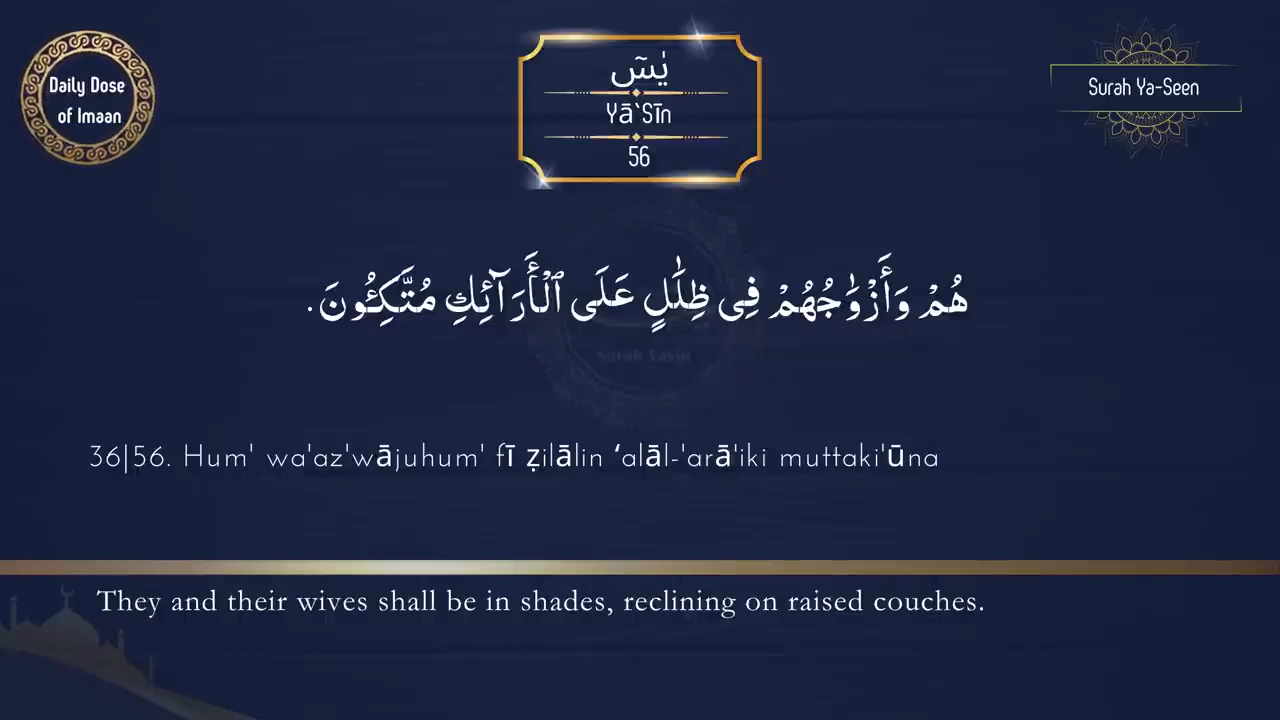 Daily Dose
of Imaan
يٰسٓ
Yā`Sīn
56
Surah Ya-Seen
هُمْ وَأَزْوَٰجُهُمْ فِى ظِلَٰلٍ عَلَى ٱلْأَرَآئِكِ مُتَّكِـُٔونَ.
Surah Yasin
36|56. Hum' wa'az'wājuhum' fī ẓilālin ‘alāl-'arā'iki muttaki'ūna
They and their wives shall be in shades, reclining on raised couches.